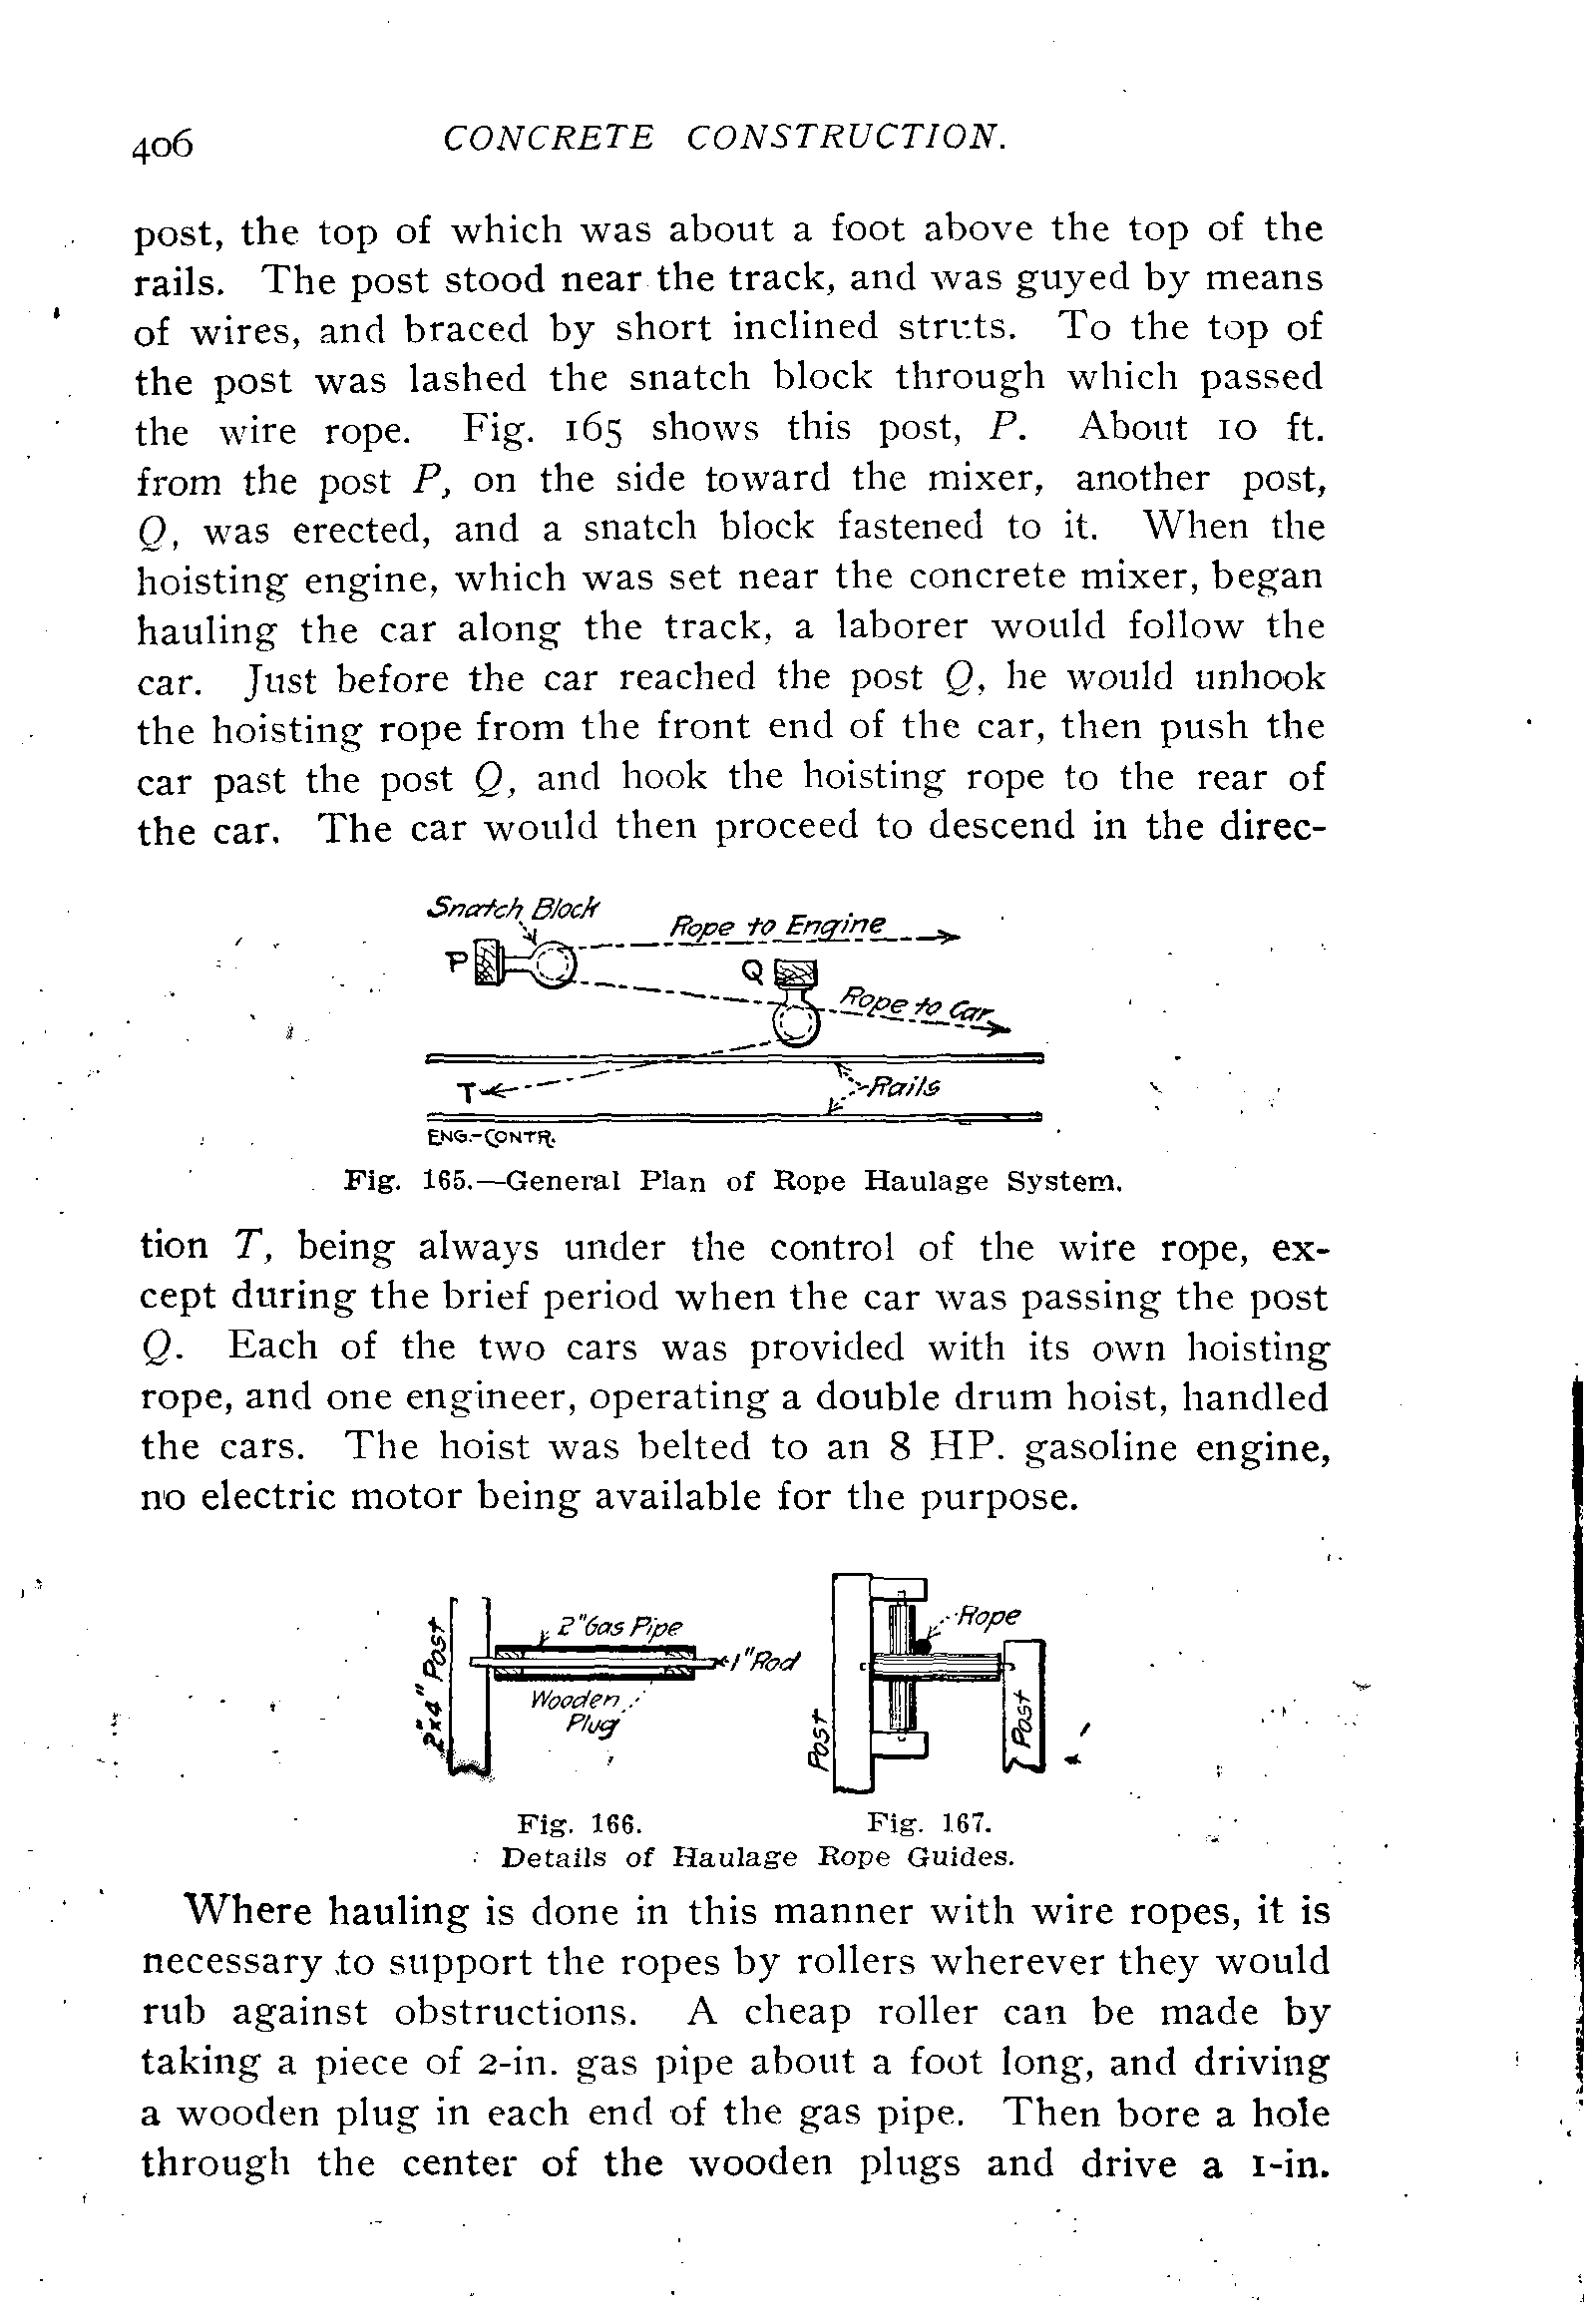 406 CONCRETE CONSTRUCTION.
post, the top of which was about a foot above the top of the
rails. The post stood near the track, and was guyed by means
of wires, and braced by short inclined struts. To the top of
the post was lashed the snatch block through which passed
the wire rope. Fig. 165 shows this post, P. About 10 ft.
from the post P, on the side toward the mixer, another post,
Q, was erected, and a snatch block fastened to it. When the
hoisting engine, which was set near the concrete mixer, began
hauling the car along the track, a laborer would follow the
car. Just before the car reached the post Q, he would unhook
the hoisting rope from the front end of the car, then push the
car past the post Q, and hook the hoisting rope to the rear of
the car. The car would then proceed to descend in the direc-
Snatch Block
Rope to Engine
P
Q
Rope to Car
T
Rails
ENG.-CONTR.
Fig. 165.—General Plan of Rope Haulage System.
tion T, being always under the control of the wire rope, ex-
cept during the brief period when the car was passing the post
Q. Each of the two cars was provided with its own hoisting
rope, and one engineer, operating a double drum hoist, handled
the cars. The hoist was belted to an 8 HP. gasoline engine,
no electric motor being available for the purpose.
2"x4" Post
2" Gas Pipe
1" Rod
Wooden
Plug
Rope
Post
Post
Fig. 166. Fig. 167.
Details of Haulage Rope Guides.
Where hauling is done in this manner with wire ropes, it is
necessary to support the ropes by rollers wherever they would
rub against obstructions. A cheap roller can be made by
taking a piece of 2-in. gas pipe about a foot long, and driving
a wooden plug in each end of the gas pipe. Then bore a hole
through the center of the wooden plugs and drive a 1-in.